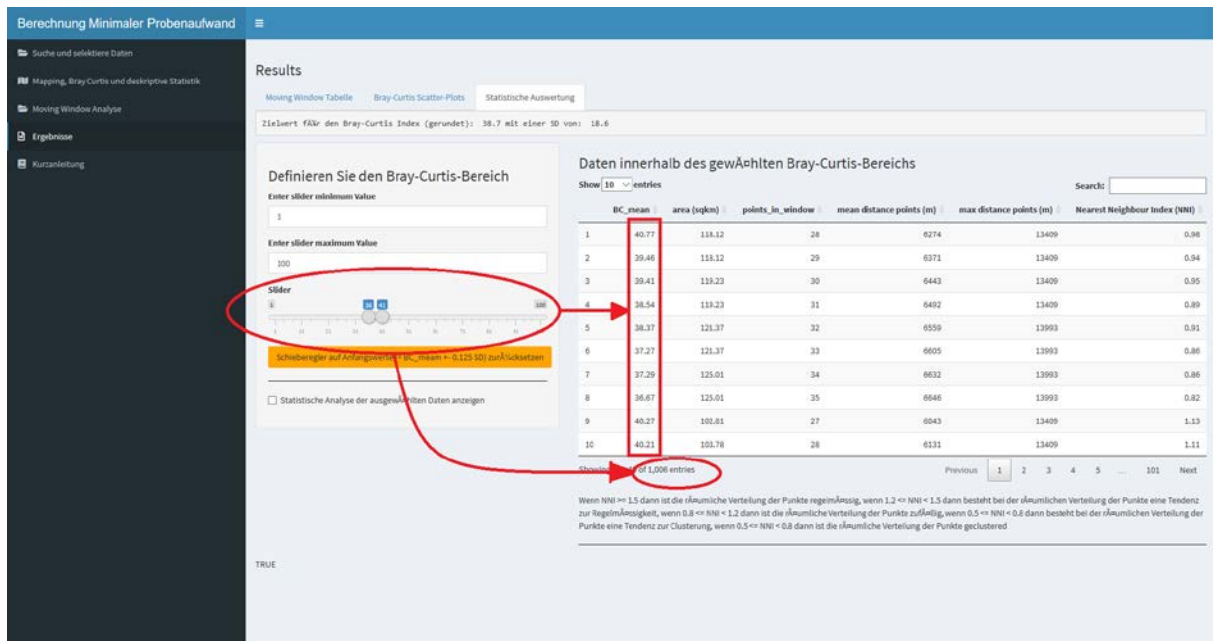 Berechnung Minimaler Probenaufwand
Suche und selektiere Daten
Mapping, Bray Curtis und deskriptive Statistik
Moving Window Analyse
Ergebnisse
Kurzanleitung
Results
Moving Window Tabelle Bray-Curtis Scatter-Plots Statistische Auswertung
Zielwert fÃ¼r den Bray-Curtis Index (gerundet): 38.7 mit einer SD von: 18.6
Definieren Sie den Bray-Curtis-Bereich
Enter slider minimum Value
1
Enter slider maximum Value
100
Slider
1 36 41 100
Schieberegler auf Anfangswerte BC_meam +- 0.125 SD) zurÃ¼cksetzen
Statistische Analyse der ausgewÃ¤hlten Daten anzeigen
Daten innerhalb des gewÃ¤hlten Bray-Curtis-Bereichs
Show 10 entries
Search:
BC_mean area (sqkm) points_in_window mean distance points (m) max distance points (m) Nearest Neighbour Index (NNI)
1 40.77 118.12 28 6274 13409 0.98
2 39.46 118.12 29 6371 13409 0.94
3 39.41 119.23 30 6443 13409 0.95
4 38.54 119.23 31 6492 13409 0.89
5 38.37 121.37 32 6559 13993 0.91
6 37.27 121.37 33 6605 13993 0.86
7 37.29 125.01 34 6632 13993 0.86
8 36.67 125.01 35 6646 13993 0.82
9 40.27 102.81 27 6043 13409 1.13
10 40.21 103.78 28 6131 13409 1.11
Showing of 1,006 entries
Previous 1 2 3 4 5 … 101 Next
Wenn NNI >= 1.5 dann ist die rÃ¤umliche Verteilung der Punkte regelmÃ¤ssig, wenn 1.2 <= NNI < 1.5 dann besteht bei der rÃ¤umlichen Verteilung der Punkte eine Tendenz
zur RegelmÃ¤ssigkeit, wenn 0.8 <= NNI < 1.2 dann ist die rÃ¤umliche Verteilung der Punkte zufÃ¤llig, wenn 0.5 <= NNI < 0.8 dann besteht bei der rÃ¤umlichen Verteilung der
Punkte eine Tendenz zur Clusterung, wenn 0.5 <= NNI < 0.8 dann ist die rÃ¤umliche Verteilung der Punkte geclustered
TRUE